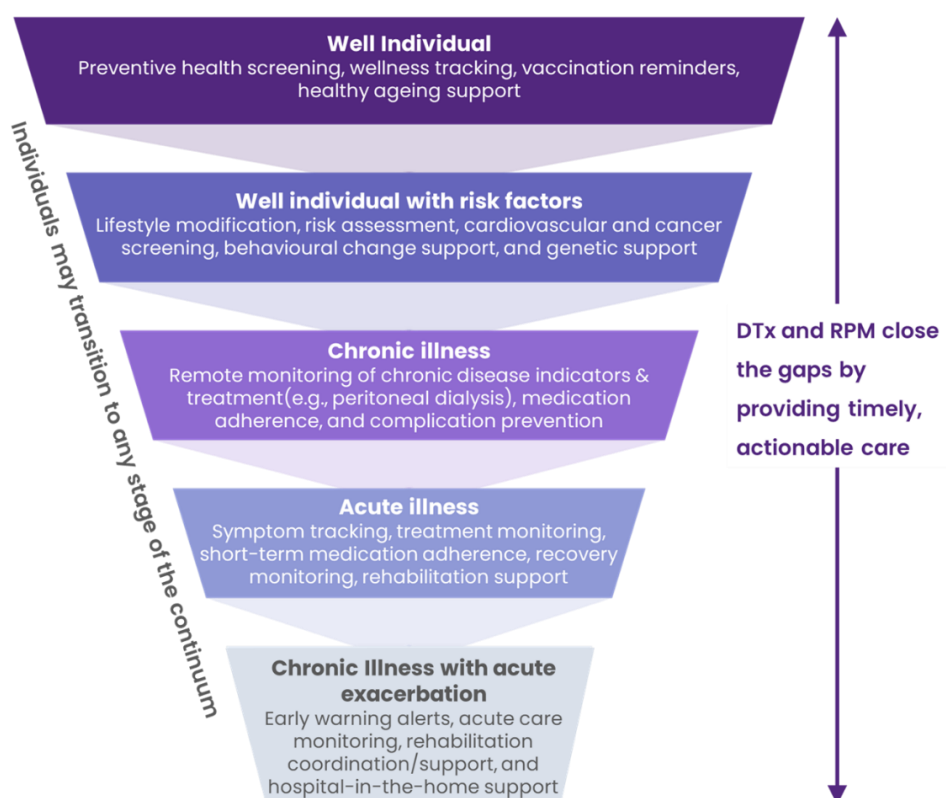 Well Individual
Preventive health screening, wellness tracking, vaccination reminders,
healthy ageing support
Individuals may transition to any stage of the continuum
Well individual with risk factors
Lifestyle modification, risk assessment, cardiovascular and cancer
screening, behavioural change support, and genetic support
Chronic illness
Remote monitoring of chronic disease indicators &
treatment(e.g., peritoneal dialysis), medication
adherence, and complication prevention
Acute illness
Symptom tracking, treatment monitoring,
short-term medication adherence, recovery
monitoring, rehabilitation support
Chronic Illness with acute
exacerbation
Early warning alerts, acute care
monitoring, rehabilitation
coordination/support, and
hospital-in-the-home support
DTx and RPM close
the gaps by
providing timely,
actionable care